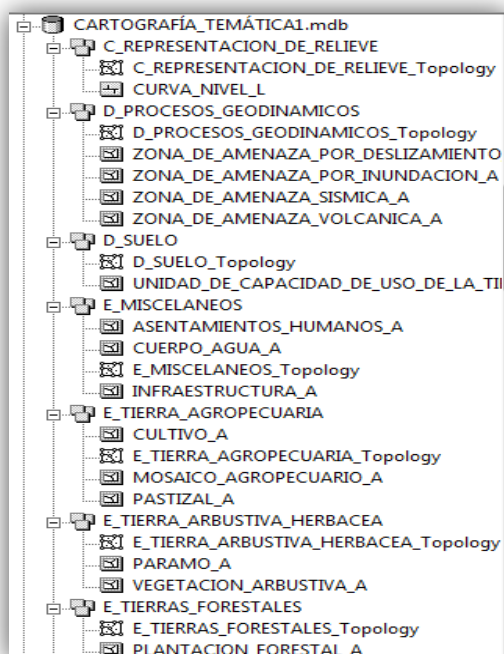 CARTOGRAFÍA_TEMÁTICA1.mdb
C_REPRESENTACION_DE_RELIEVE
C_REPRESENTACION_DE_RELIEVE_Topology
CURVA_NIVEL_L
D_PROCESOS_GEODINAMICOS
D_PROCESOS_GEODINAMICOS_Topology
ZONA_DE_AMENAZA_POR_DESLIZAMIENTO
ZONA_DE_AMENAZA_POR_INUNDACION_A
ZONA_DE_AMENAZA_SISMICA_A
ZONA_DE_AMENAZA_VOLCANICA_A
D_SUELO
D_SUELO_Topology
UNIDAD_DE_CAPACIDAD_DE_USO_DE_LA_TI
E_MISCELANEOS
ASENTAMIENTOS_HUMANOS_A
CUERPO_AGUA_A
E_MISCELANEOS_Topology
INFRAESTRUCTURA_A
E_TIERRA_AGROPECUARIA
CULTIVO_A
E_TIERRA_AGROPECUARIA_Topology
MOSAICO_AGROPECUARIO_A
PASTIZAL_A
E_TIERRA_ARBUSTIVA_HERBACEA
E_TIERRA_ARBUSTIVA_HERBACEA_Topology
PARAMO_A
VEGETACION_ARBUSTIVA_A
E_TIERRAS_FORESTALES
E_TIERRAS_FORESTALES_Topology
PLANTACION_FORESTAL_A